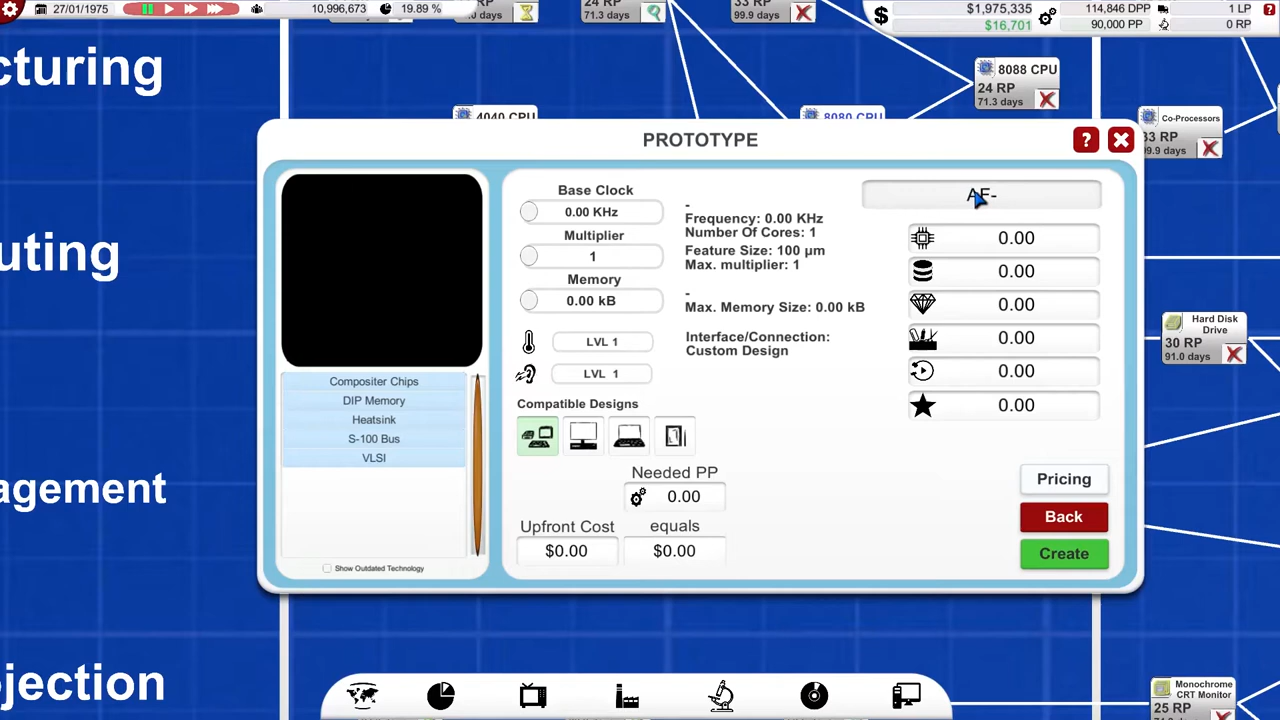 27/01/1975
10,996,673
19.89 %
71.3 days
33 RP
99.9 days
$ $1,975,335
$16,701
114,846 DPP
90,000 PP
1 LP
0 RP
?
cturing
uting
agement
jection
4040 CPU
8080 CPU
8088 CPU
24 RP
71.3 days
Co-Processors
33 RP
99.9 days
Hard Disk
Drive
30 RP
91.0 days
Monochrome
CRT Monitor
25 RP
PROTOTYPE
?
Compositer Chips
DIP Memory
Heatsink
S-100 Bus
VLSI
Show Outdated Technology
Base Clock
0.00 KHz
Multiplier
1
Memory
0.00 kB
LVL 1
LVL 1
Compatible Designs
Needed PP
0.00
Upfront Cost
$0.00
equals
$0.00
-
Frequency: 0.00 KHz
Number Of Cores: 1
Feature Size: 100 µm
Max. multiplier: 1
-
Max. Memory Size: 0.00 kB
Interface/Connection:
Custom Design
AF-
0.00
0.00
0.00
0.00
0.00
0.00
Pricing
Back
Create